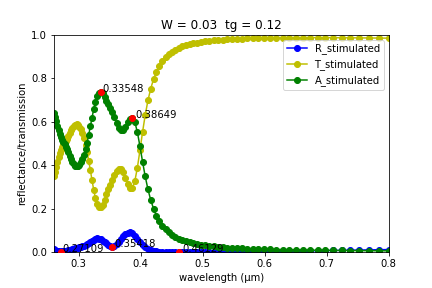 W = 0.03  tg = 0.12
1.0
0.8
0.6
0.4
0.2
0.0
reflectance/transmission
R_stimulated
T_stimulated
A_stimulated
0.33548
0.38649
0.3
0.4
0.5
0.6
0.7
0.8
wavelength (μm)